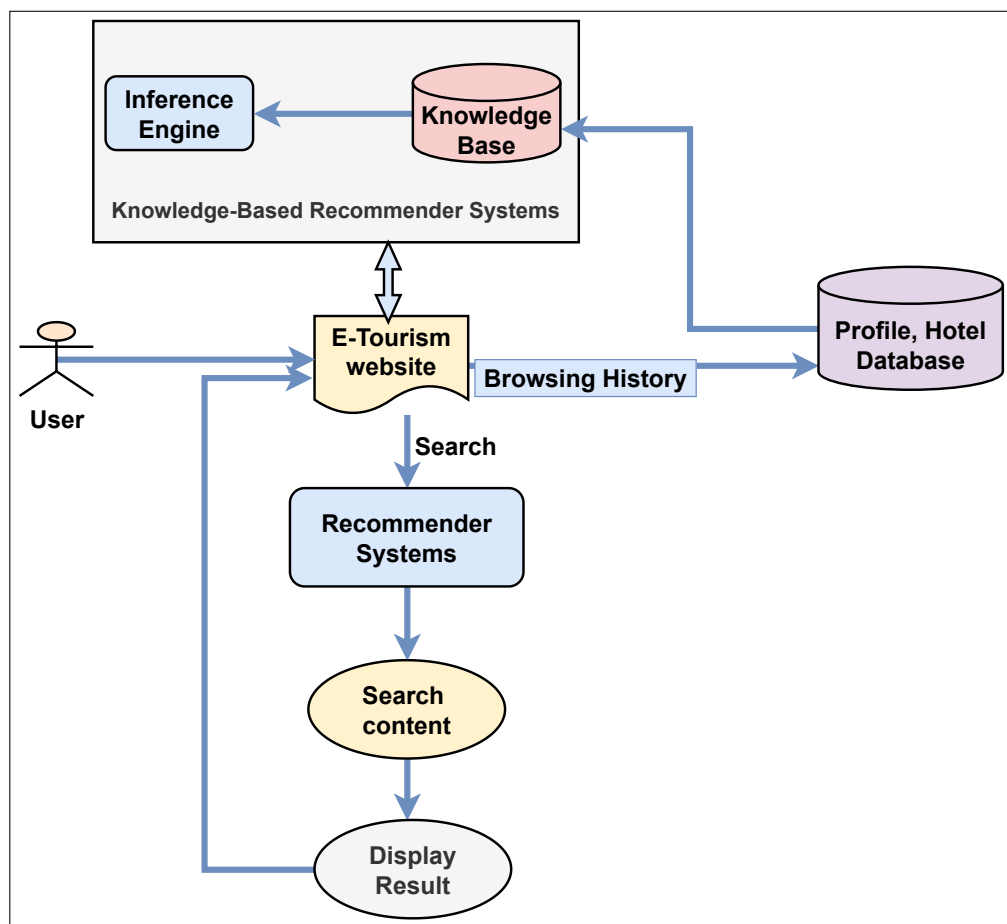 Inference
Engine
Knowledge
Base
Knowledge-Based Recommender Systems
E-Tourism
website
Browsing History
Profile, Hotel
Database
User
Search
Recommender
Systems
Search
content
Display
Result